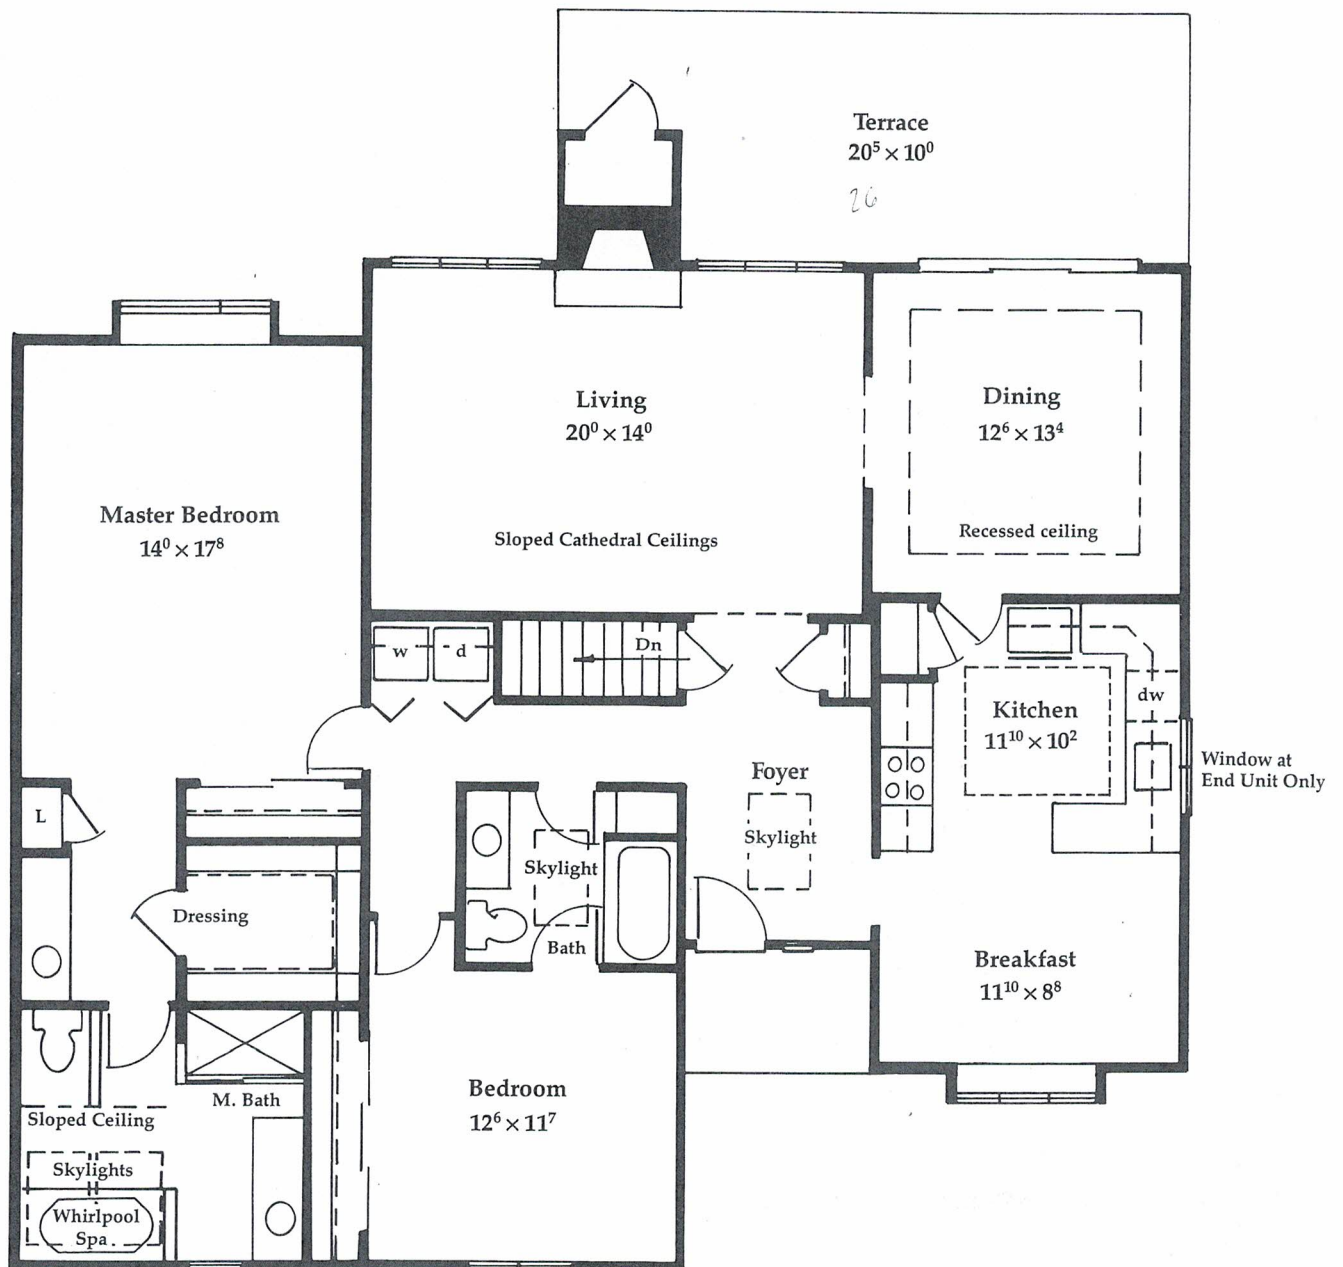 Terrace
20⁵ × 10⁰
26
Living
20⁰ × 14⁰
Sloped Cathedral Ceilings
Dining
12⁶ × 13⁴
Recessed ceiling
Master Bedroom
14⁰ × 17⁸
w
d
Dn
Kitchen
11¹⁰ × 10²
dw
Window at
End Unit Only
Foyer
Skylight
L
Skylight
Bath
Dressing
Breakfast
11¹⁰ × 8⁸
Bedroom
12⁶ × 11⁷
M. Bath
Sloped Ceiling
Skylights
Whirlpool
Spa